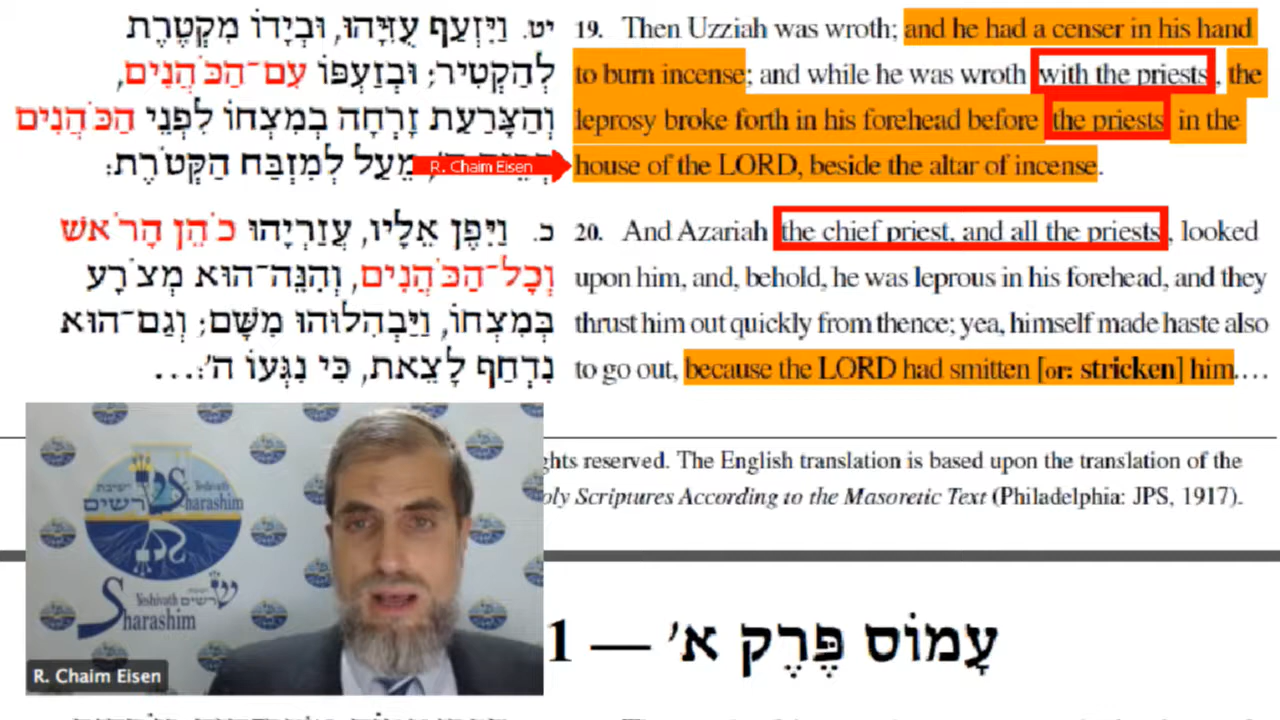 יט. וַיִּזְעַף עֻזִּיָּהוּ, וּבְיָדוֹ מִקְטֶרֶת
לְהַקְטִיר; וּבְזַעְפּוֹ עִם־הַכֹּהֲנִים,
וְהַצָּרַעַת זָרְחָה בְמִצְחוֹ לִפְנֵי הַכֹּהֲנִים
מֵעַל לְמִזְבַּח הַקְּטֹרֶת:
R. Chaim Eisen
כ. וַיִּפֶן אֵלָיו, עֲזַרְיָהוּ כֹהֵן הָרֹאשׁ
וְכָל־הַכֹּהֲנִים, וְהִנֵּה־הוּא מְצֹרָע
בְּמִצְחוֹ, וַיַּבְהִלוּהוּ מִשָּׁם; וְגַם־הוּא
נִדְחַף לָצֵאת, כִּי נִגְּעוֹ ה':...
19. Then Uzziah was wroth; and he had a censer in his hand
to burn incense; and while he was wroth with the priests, the
leprosy broke forth in his forehead before the priests in the
house of the LORD, beside the altar of incense.
20. And Azariah the chief priest, and all the priests, looked
upon him, and, behold, he was leprous in his forehead, and they
thrust him out quickly from thence; yea, himself made haste also
to go out, because the LORD had smitten [or: stricken] him....
reserved. The English translation is based upon the translation of the
Scriptures According to the Masoretic Text (Philadelphia: JPS, 1917).
ישיבת
שרשים
Yeshivath
Sharashim
Yeshivath ישיבת שרשים
Sharashim
R. Chaim Eisen
עָמוֹס פֶּרֶק א' — 1